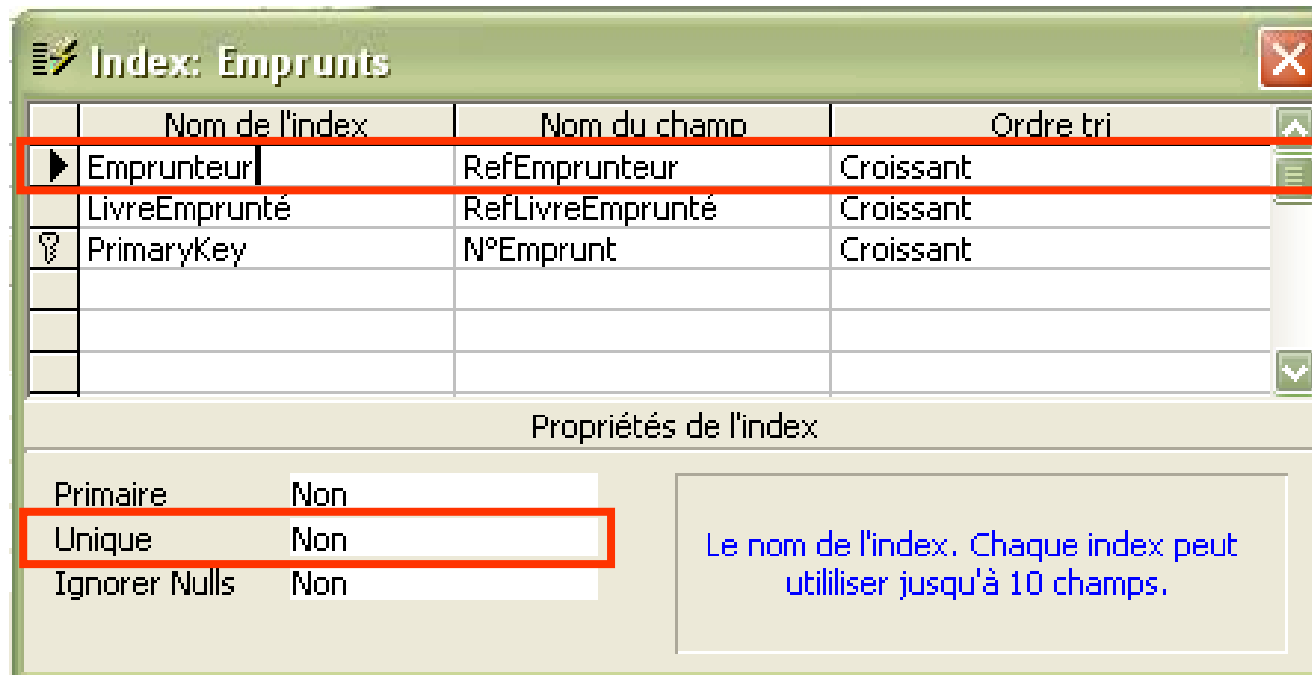 Index: Emprunts
Nom de l'index Nom du champ Ordre tri
Emprunteur RefEmprunteur Croissant
LivreEmprunté RefLivreEmprunté Croissant
PrimaryKey N°Emprunt Croissant
Propriétés de l'index
Primaire Non
Unique Non
Ignorer Nulls Non
Le nom de l'index. Chaque index peut
utililiser jusqu'à 10 champs.